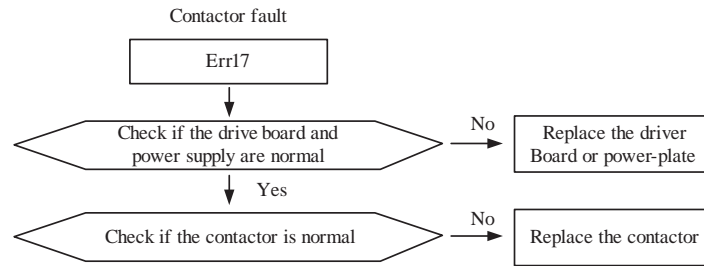 Contactor fault
Err17
Check if the drive board and
power supply are normal
No
Replace the driver
Board or power-plate
Yes
Check if the contactor is normal
No
Replace the contactor